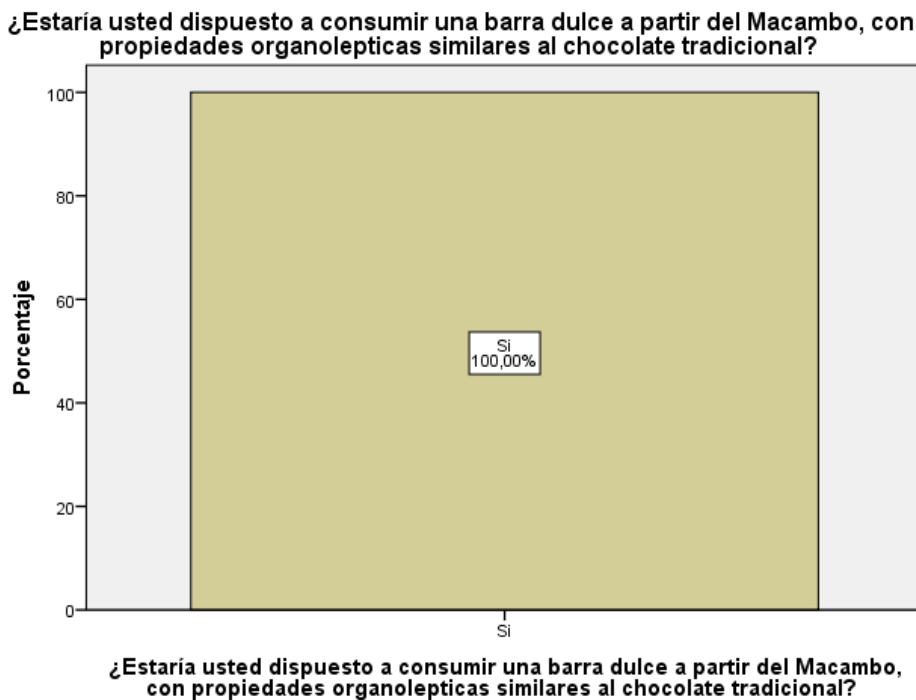 ¿Estaría usted dispuesto a consumir una barra dulce a partir del Macambo, con
propiedades organolepticas similares al chocolate tradicional?
100
80
60
40
20
0
Porcentaje
Si
100,00%
Si
¿Estaría usted dispuesto a consumir una barra dulce a partir del Macambo,
con propiedades organolepticas similares al chocolate tradicional?